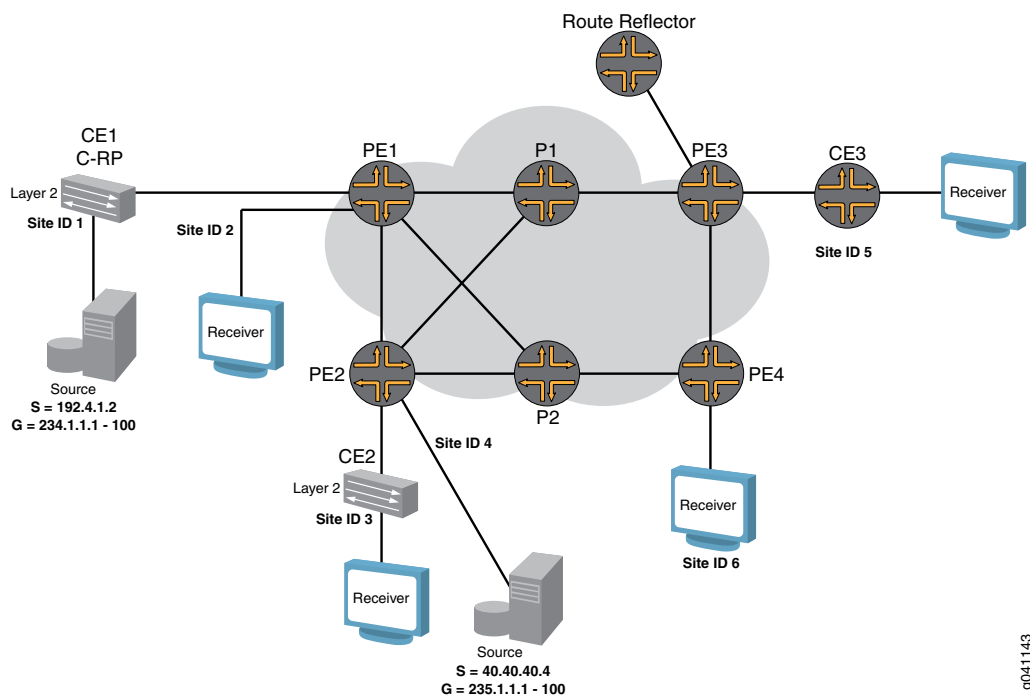 Route Reflector
CE1
C-RP
PE1
P1
PE3
CE3
Layer 2
Site ID 1
Site ID 2
Receiver
Site ID 5
Receiver
Source
S = 192.4.1.2
G = 234.1.1.1 - 100
PE2
P2
PE4
Site ID 4
CE2
Layer 2
Site ID 3
Receiver
Site ID 6
Receiver
Source
S = 40.40.40.4
G = 235.1.1.1 - 100
g041143